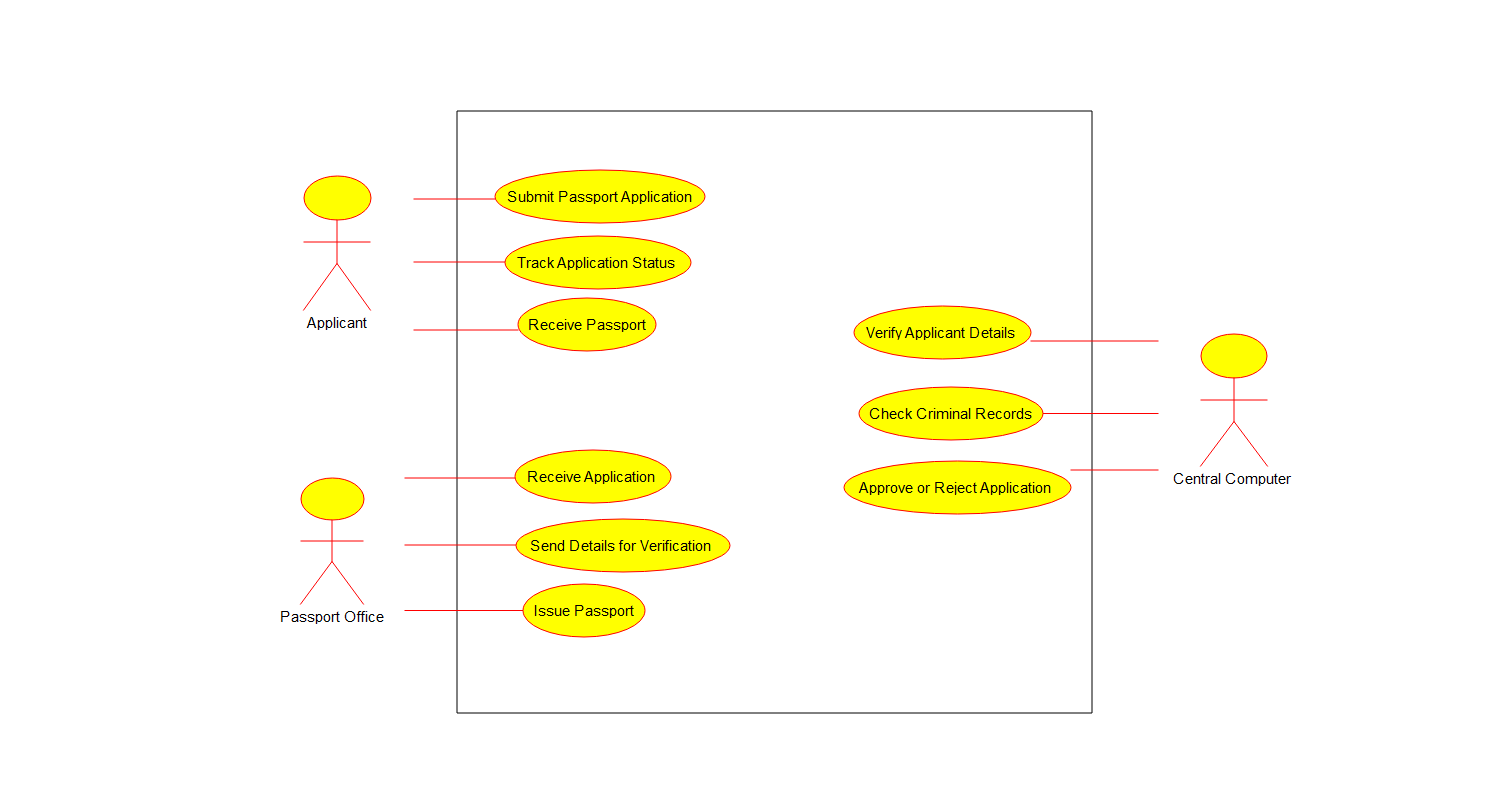 Submit Passport Application
Track Application Status
Receive Passport
Applicant
Verify Applicant Details
Check Criminal Records
Approve or Reject Application
Central Computer
Receive Application
Send Details for Verification
Issue Passport
Passport Office